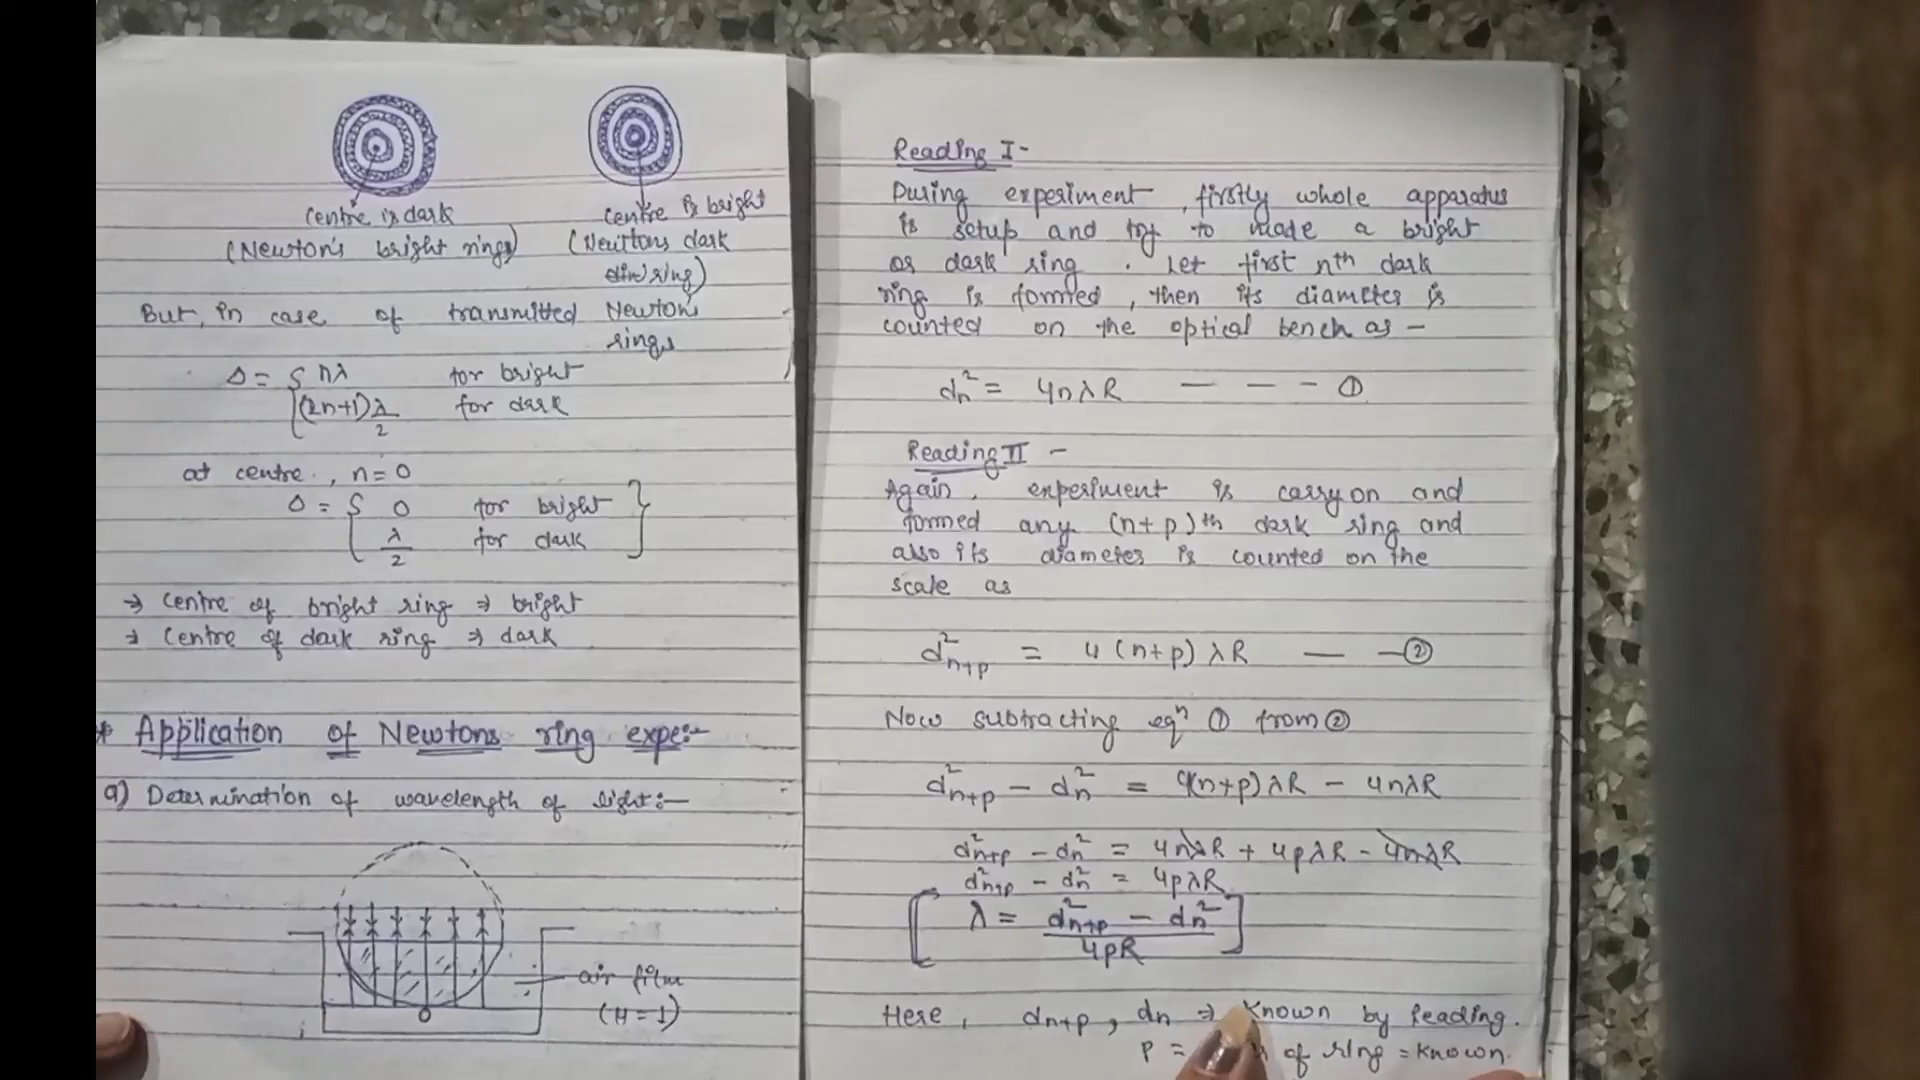 centre is dark
(Newton's bright rings)
centre is bright
(Newttons dark
ring)
But, in case of transmitted Newton's
rings
Δ = { nλ for bright
(2n+1)λ/2 for dark
at centre, n=0
Δ = { 0 for bright
λ/2 for dark }
⇒ Centre of bright ring ⇒ bright
⇒ Centre of dark ring ⇒ dark
* Application of Newtons ring expe:-
a) Determination of wavelength of light:-
air film
(μ=1)
0
Reading I-
During experiment, firstly whole apparatus
is setup and try to made a bright
or dark ring. Let first nth dark
ring is formed, then its diameter is
counted on the optical bench as -
dn² = 4nλR — — - ①
Reading II -
Again, experiment is carry on and
formed any (n+p)th dark ring and
also its diameter is counted on the
scale as
d²n+p = 4(n+p)λR — -②
Now subtracting eqⁿ ① from ②
d²n+p - dn² = 4(n+p)λR - 4nλR
d²n+p - dn² = 4nλR + 4pλR - 4nλR
d²n+p - dn² = 4pλR
[λ = d²n+p - dn² / 4pR]
Here, dn+p, dn ⇒ Known by Reading.
P = of ring = known.